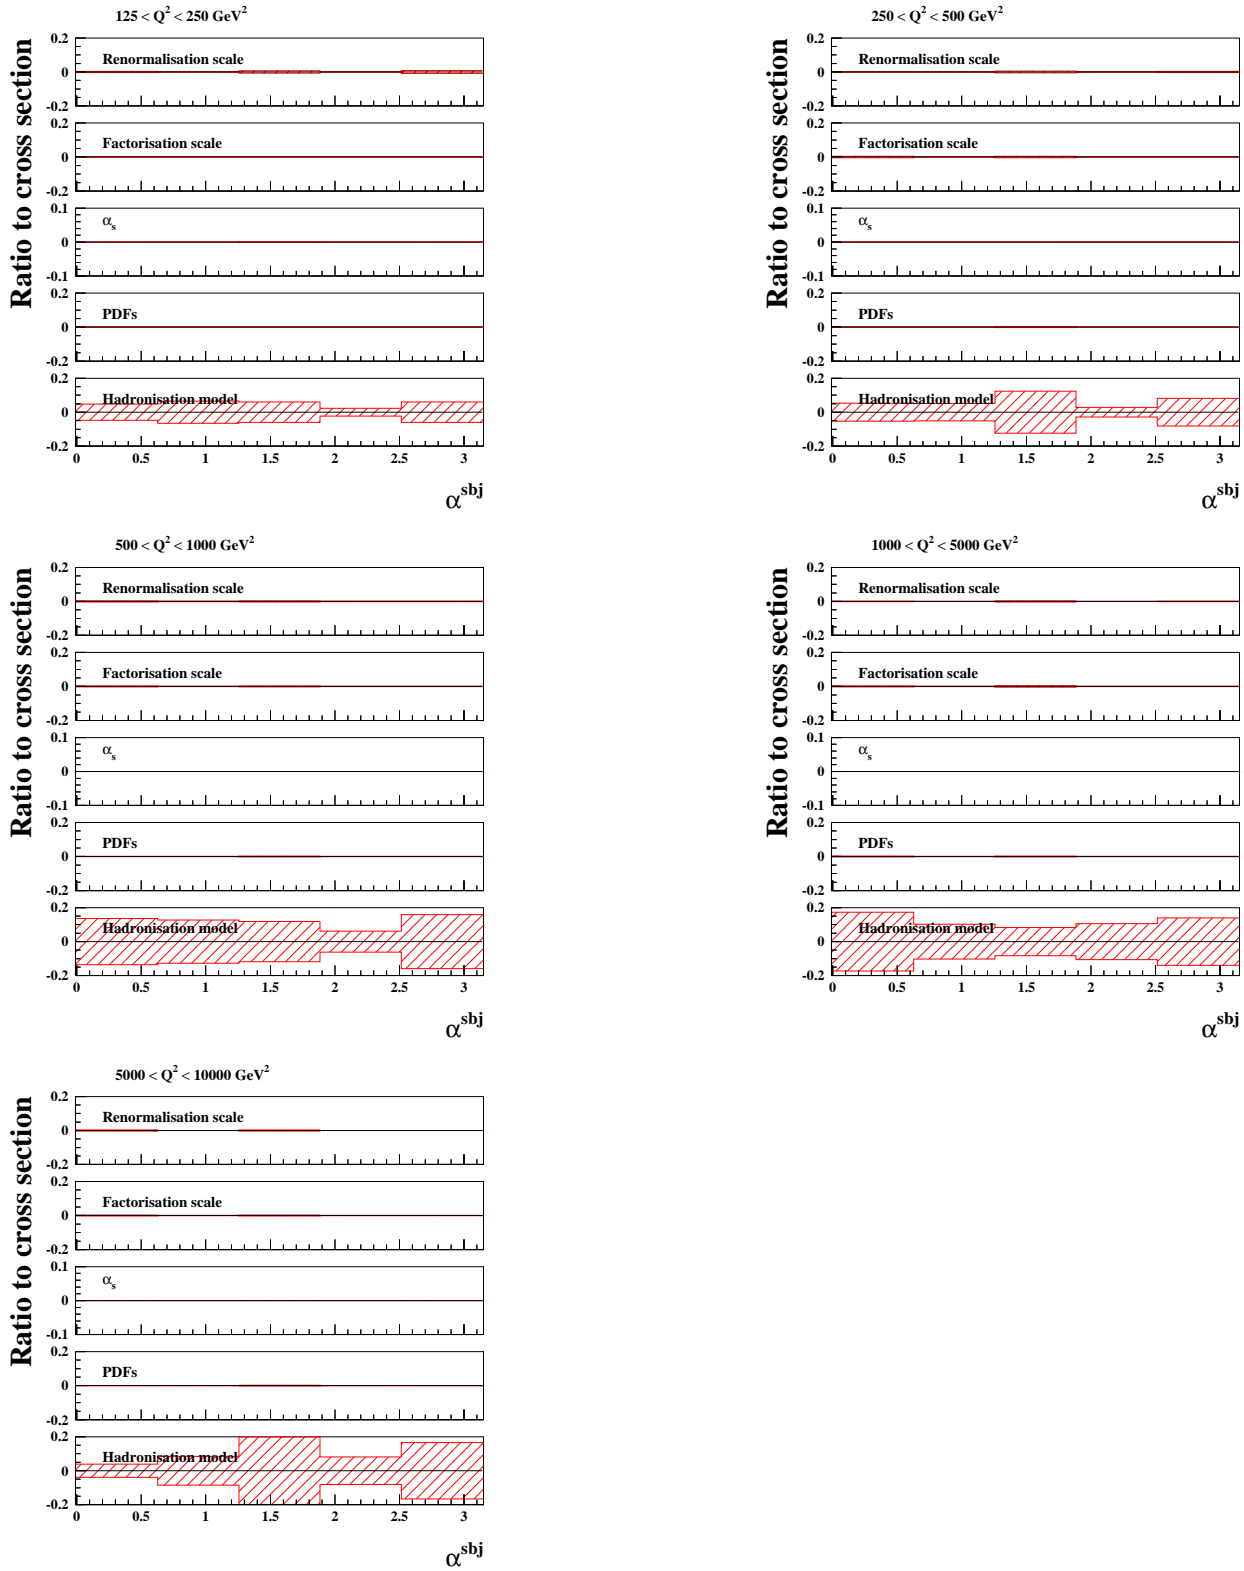 125 < Q² < 250 GeV²
Ratio to cross section
0.2
Renormalisation scale
0
-0.2
0.2
Factorisation scale
0
-0.2
0.1
αₛ
0
-0.1
0.2
PDFs
0
-0.2
0.2
Hadronisation model
0
-0.2
0 0.5 1 1.5 2 2.5 3
α^sbj
250 < Q² < 500 GeV²
Ratio to cross section
0.2
Renormalisation scale
0
-0.2
0.2
Factorisation scale
0
-0.2
0.1
αₛ
0
-0.1
0.2
PDFs
0
-0.2
0.2
Hadronisation model
0
-0.2
0 0.5 1 1.5 2 2.5 3
α^sbj
500 < Q² < 1000 GeV²
Ratio to cross section
0.2
Renormalisation scale
0
-0.2
0.2
Factorisation scale
0
-0.2
0.1
αₛ
0
-0.1
0.2
PDFs
0
-0.2
0.2
Hadronisation model
0
-0.2
0 0.5 1 1.5 2 2.5 3
α^sbj
1000 < Q² < 5000 GeV²
Ratio to cross section
0.2
Renormalisation scale
0
-0.2
0.2
Factorisation scale
0
-0.2
0.1
αₛ
0
-0.1
0.2
PDFs
0
-0.2
0.2
Hadronisation model
0
-0.2
0 0.5 1 1.5 2 2.5 3
α^sbj
5000 < Q² < 10000 GeV²
Ratio to cross section
0.2
Renormalisation scale
0
-0.2
0.2
Factorisation scale
0
-0.2
0.1
αₛ
0
-0.1
0.2
PDFs
0
-0.2
0.2
Hadronisation model
0
-0.2
0 0.5 1 1.5 2 2.5 3
α^sbj